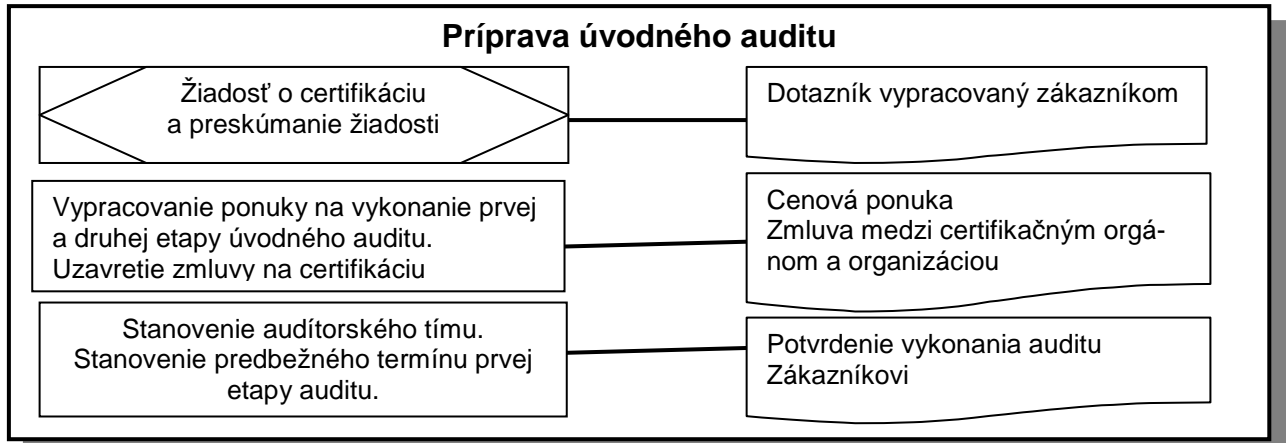 Príprava úvodného auditu
Žiadosť o certifikáciu
a preskúmanie žiadosti
Dotazník vypracovaný zákazníkom
Vypracovanie ponuky na vykonanie prvej
a druhej etapy úvodného auditu.
Uzavretie zmluvy na certifikáciu
Cenová ponuka
Zmluva medzi certifikačným orgá-
nom a organizáciou
Stanovenie audítorského tímu.
Stanovenie predbežného termínu prvej
etapy auditu.
Potvrdenie vykonania auditu
Zákazníkovi